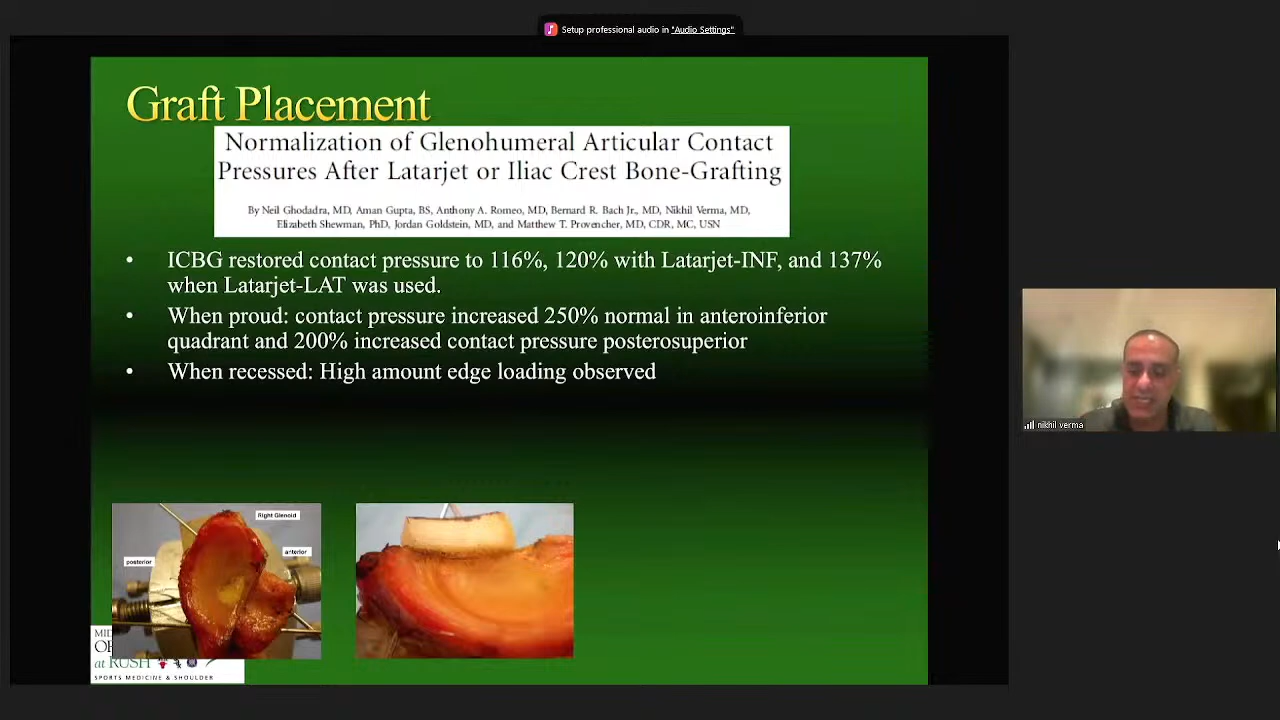 Setup professional audio in "Audio Settings"
Graft Placement
Normalization of Glenohumeral Articular Contact
Pressures After Latarjet or Iliac Crest Bone-Grafting
By Neil Ghodadra, MD, Aman Gupta, BS, Anthony A. Romeo, MD, Bernard R. Bach Jr., MD, Nikhil Verma, MD,
Elizabeth Shewman, PhD, Jordan Goldstein, MD, and Matthew T. Provencher, MD, CDR, MC, USN
• ICBG restored contact pressure to 116%, 120% with Latarjet-INF, and 137%
when Latarjet-LAT was used.
• When proud: contact pressure increased 250% normal in anteroinferior
quadrant and 200% increased contact pressure posterosuperior
• When recessed: High amount edge loading observed
Right Glenoid
anterior
posterior
at RUSH
SPORTS MEDICINE & SHOULDER
nikhil verma